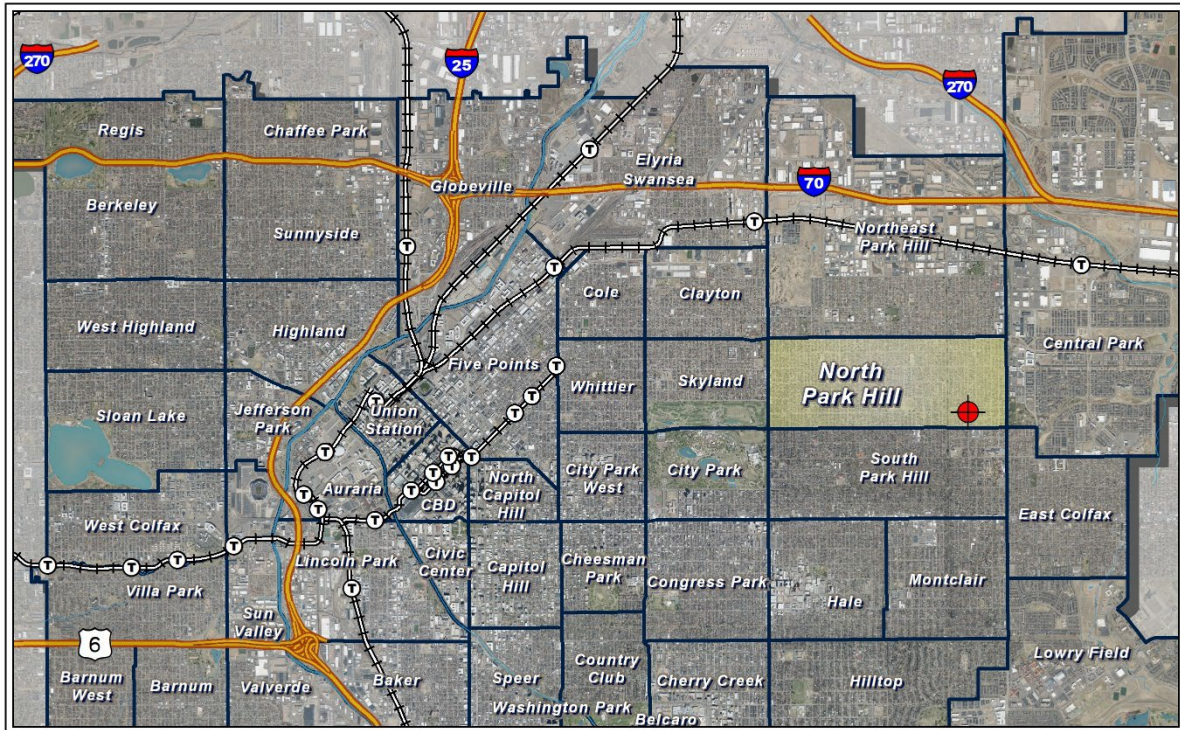 270
25
270
Regis
Chaffee Park
Elyria
Swansea
Globeville
70
Berkeley
Sunnyside
Northeast
Park Hill
T
T
T
T
T
Cole
Clayton
West Highland
Highland
Central Park
Five Points
T
Whittier
Skyland
North
Park Hill
Sloan Lake
Jefferson
Park
T
Union
Station
T
T
T
T
T
T
T
T
T
North
Capitol
Hill
City Park
West
City Park
South
Park Hill
T
T
Auraria
CBD
T
West Colfax
T
East Colfax
T
T
T
T
Villa Park
Lincoln Park
Civic
Center
Capitol
Hill
Cheesman
Park
Congress Park
Hale
Montclair
T
Sun
Valley
6
Barnum
West
Barnum
Valverde
Baker
Speer
Country
Club
Cherry Creek
Hilltop
Lowry Field
Washington Park
Belcaro